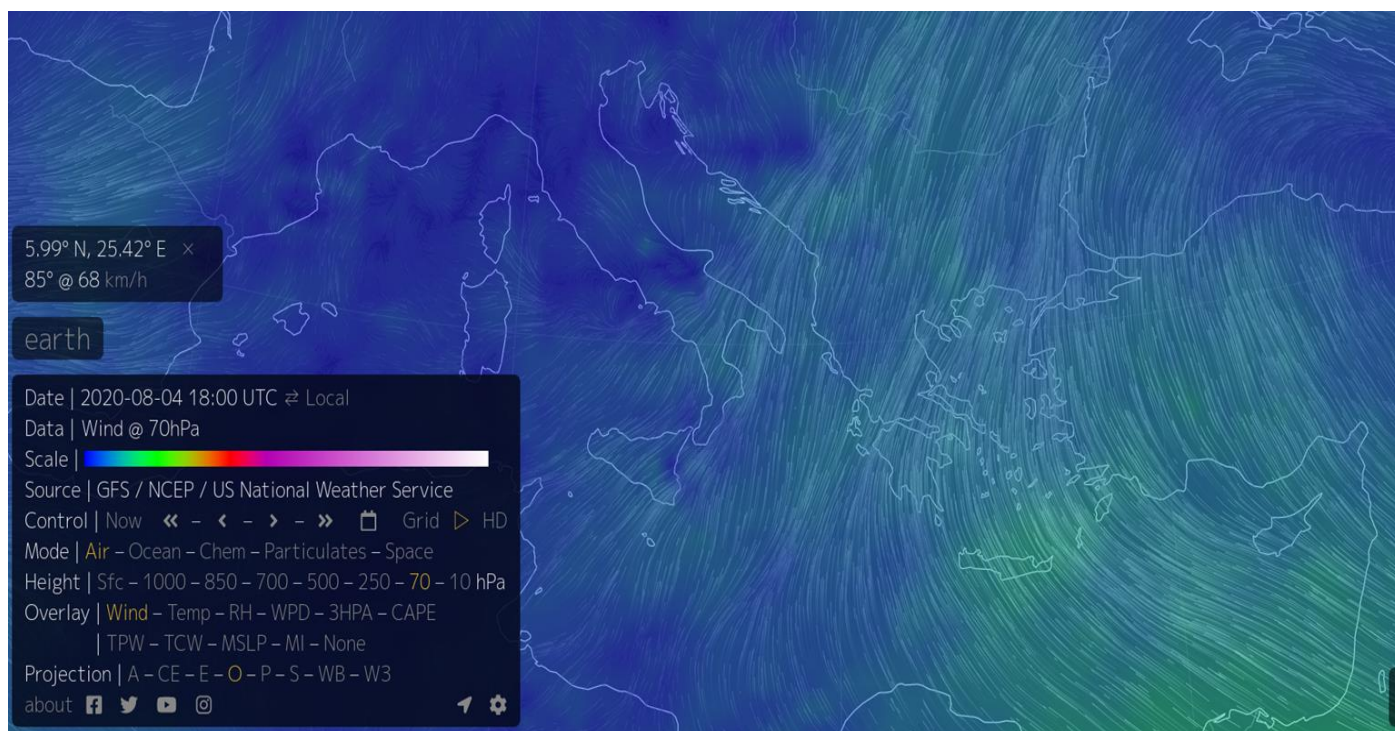 5.99° N, 25.42° E ×
85° @ 68 km/h
earth
Date | 2020-08-04 18:00 UTC ⇄ Local
Data | Wind @ 70hPa
Scale |
Source | GFS / NCEP / US National Weather Service
Control | Now « – ‹ – › – » Grid ▷ HD
Mode | Air – Ocean – Chem – Particulates – Space
Height | Sfc – 1000 – 850 – 700 – 500 – 250 – 70 – 10 hPa
Overlay | Wind – Temp – RH – WPD – 3HPA – CAPE
| TPW – TCW – MSLP – MI – None
Projection | A – CE – E – O – P – S – WB – W3
about